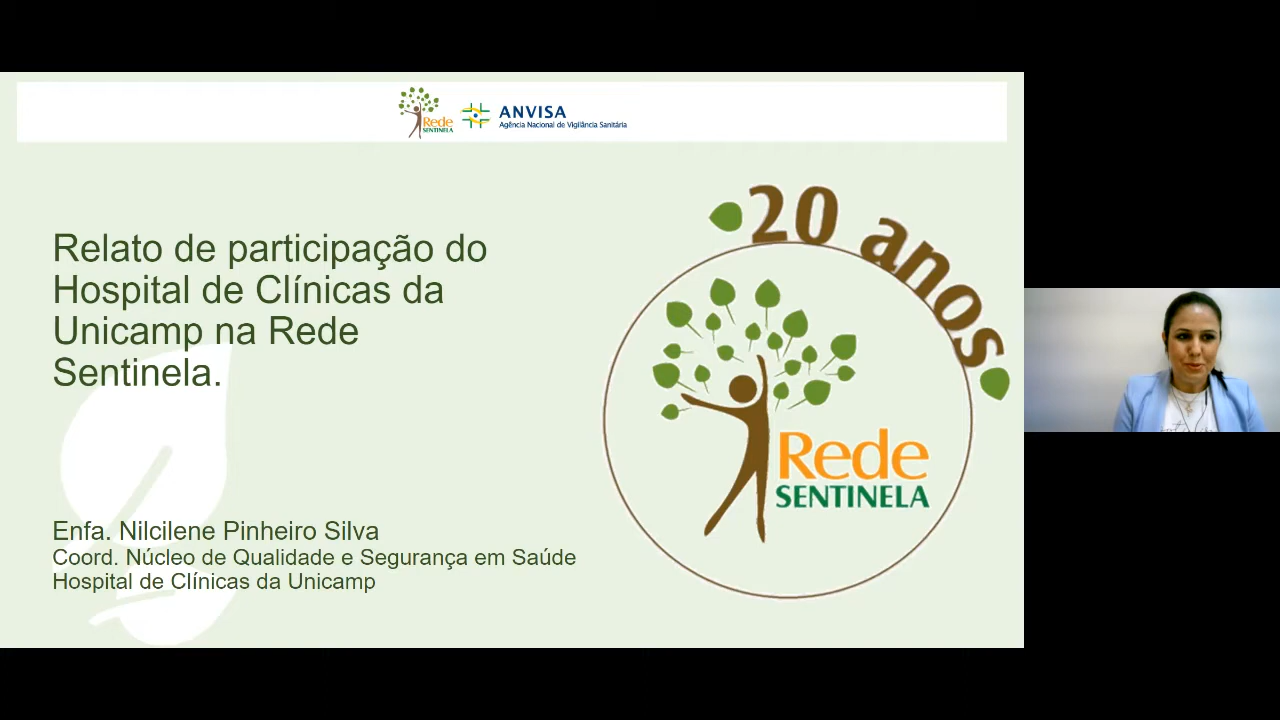 Rede
SENTINELA
ANVISA
Agência Nacional de Vigilância Sanitária
20 anos
Relato de participação do
Hospital de Clínicas da
Unicamp na Rede
Sentinela.
Rede
SENTINELA
Enfa. Nilcilene Pinheiro Silva
Coord. Núcleo de Qualidade e Segurança em Saúde
Hospital de Clínicas da Unicamp